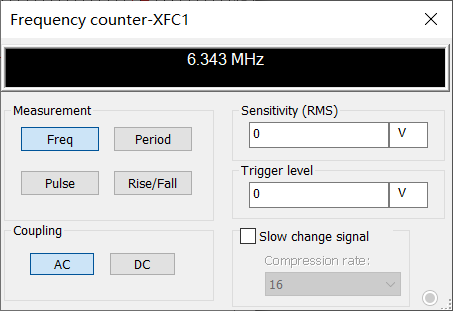 Frequency counter-XFC1
6.343 MHz
Measurement
Freq
Period
Pulse
Rise/Fall
Coupling
AC
DC
Sensitivity (RMS)
0
V
Trigger level
0
V
Slow change signal
Compression rate:
16